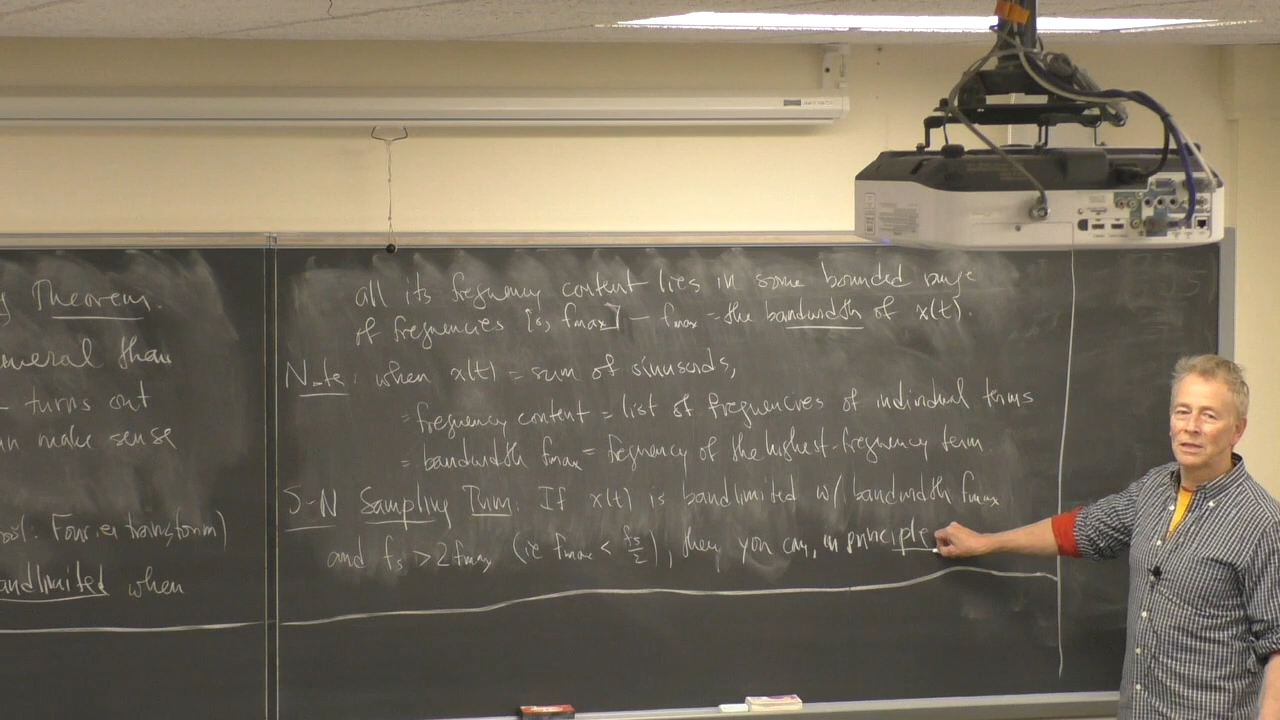 Theorem.
general than
turns out
make sense
Fourier transform)
andlimited when
all its frequency content lies in some bounded range
of frequencies [0, fmax] — fmax = the bandwidth of x(t).
Note: when x(t) = sum of sinusoids,
= frequency content = list of frequencies of individual terms
= bandwidth fmax = frequency of the highest-frequency term.
S-N Sampling Thm: If x(t) is bandlimited w/ bandwidth fmax
and fs > 2fmax (ie fmax < fs/2), then you can, in principle